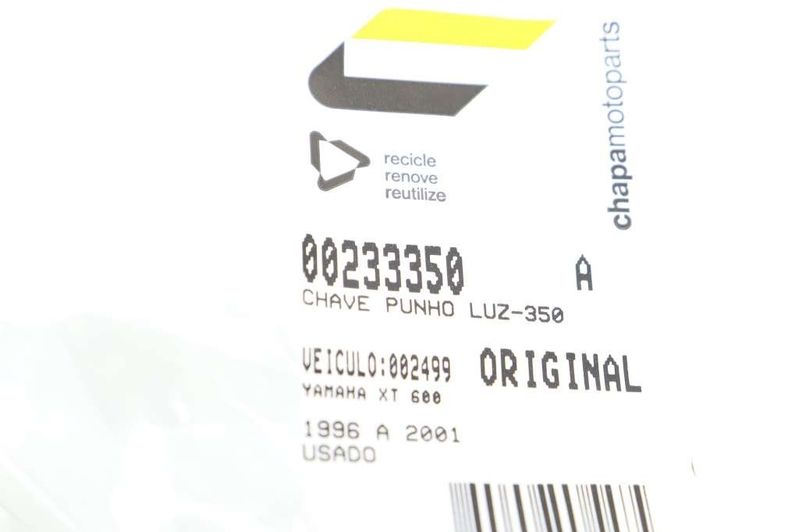 chapamotoparts
recicle
renove
reutilize
00233350 A
CHAVE PUNHO LUZ-350
VEICULO:002499 ORIGINAL
YAMAHA XT 600
1996 A 2001
USADO